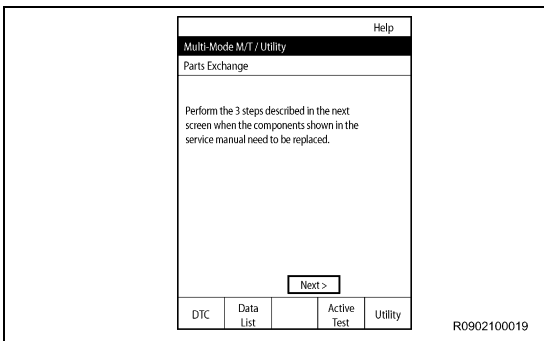 Help
Multi-Mode M/T / Utility
Parts Exchange
Perform the 3 steps described in the next
screen when the components shown in the
service manual need to be replaced.
Next >
DTC
Data
List
Active
Test
Utility
R0902100019